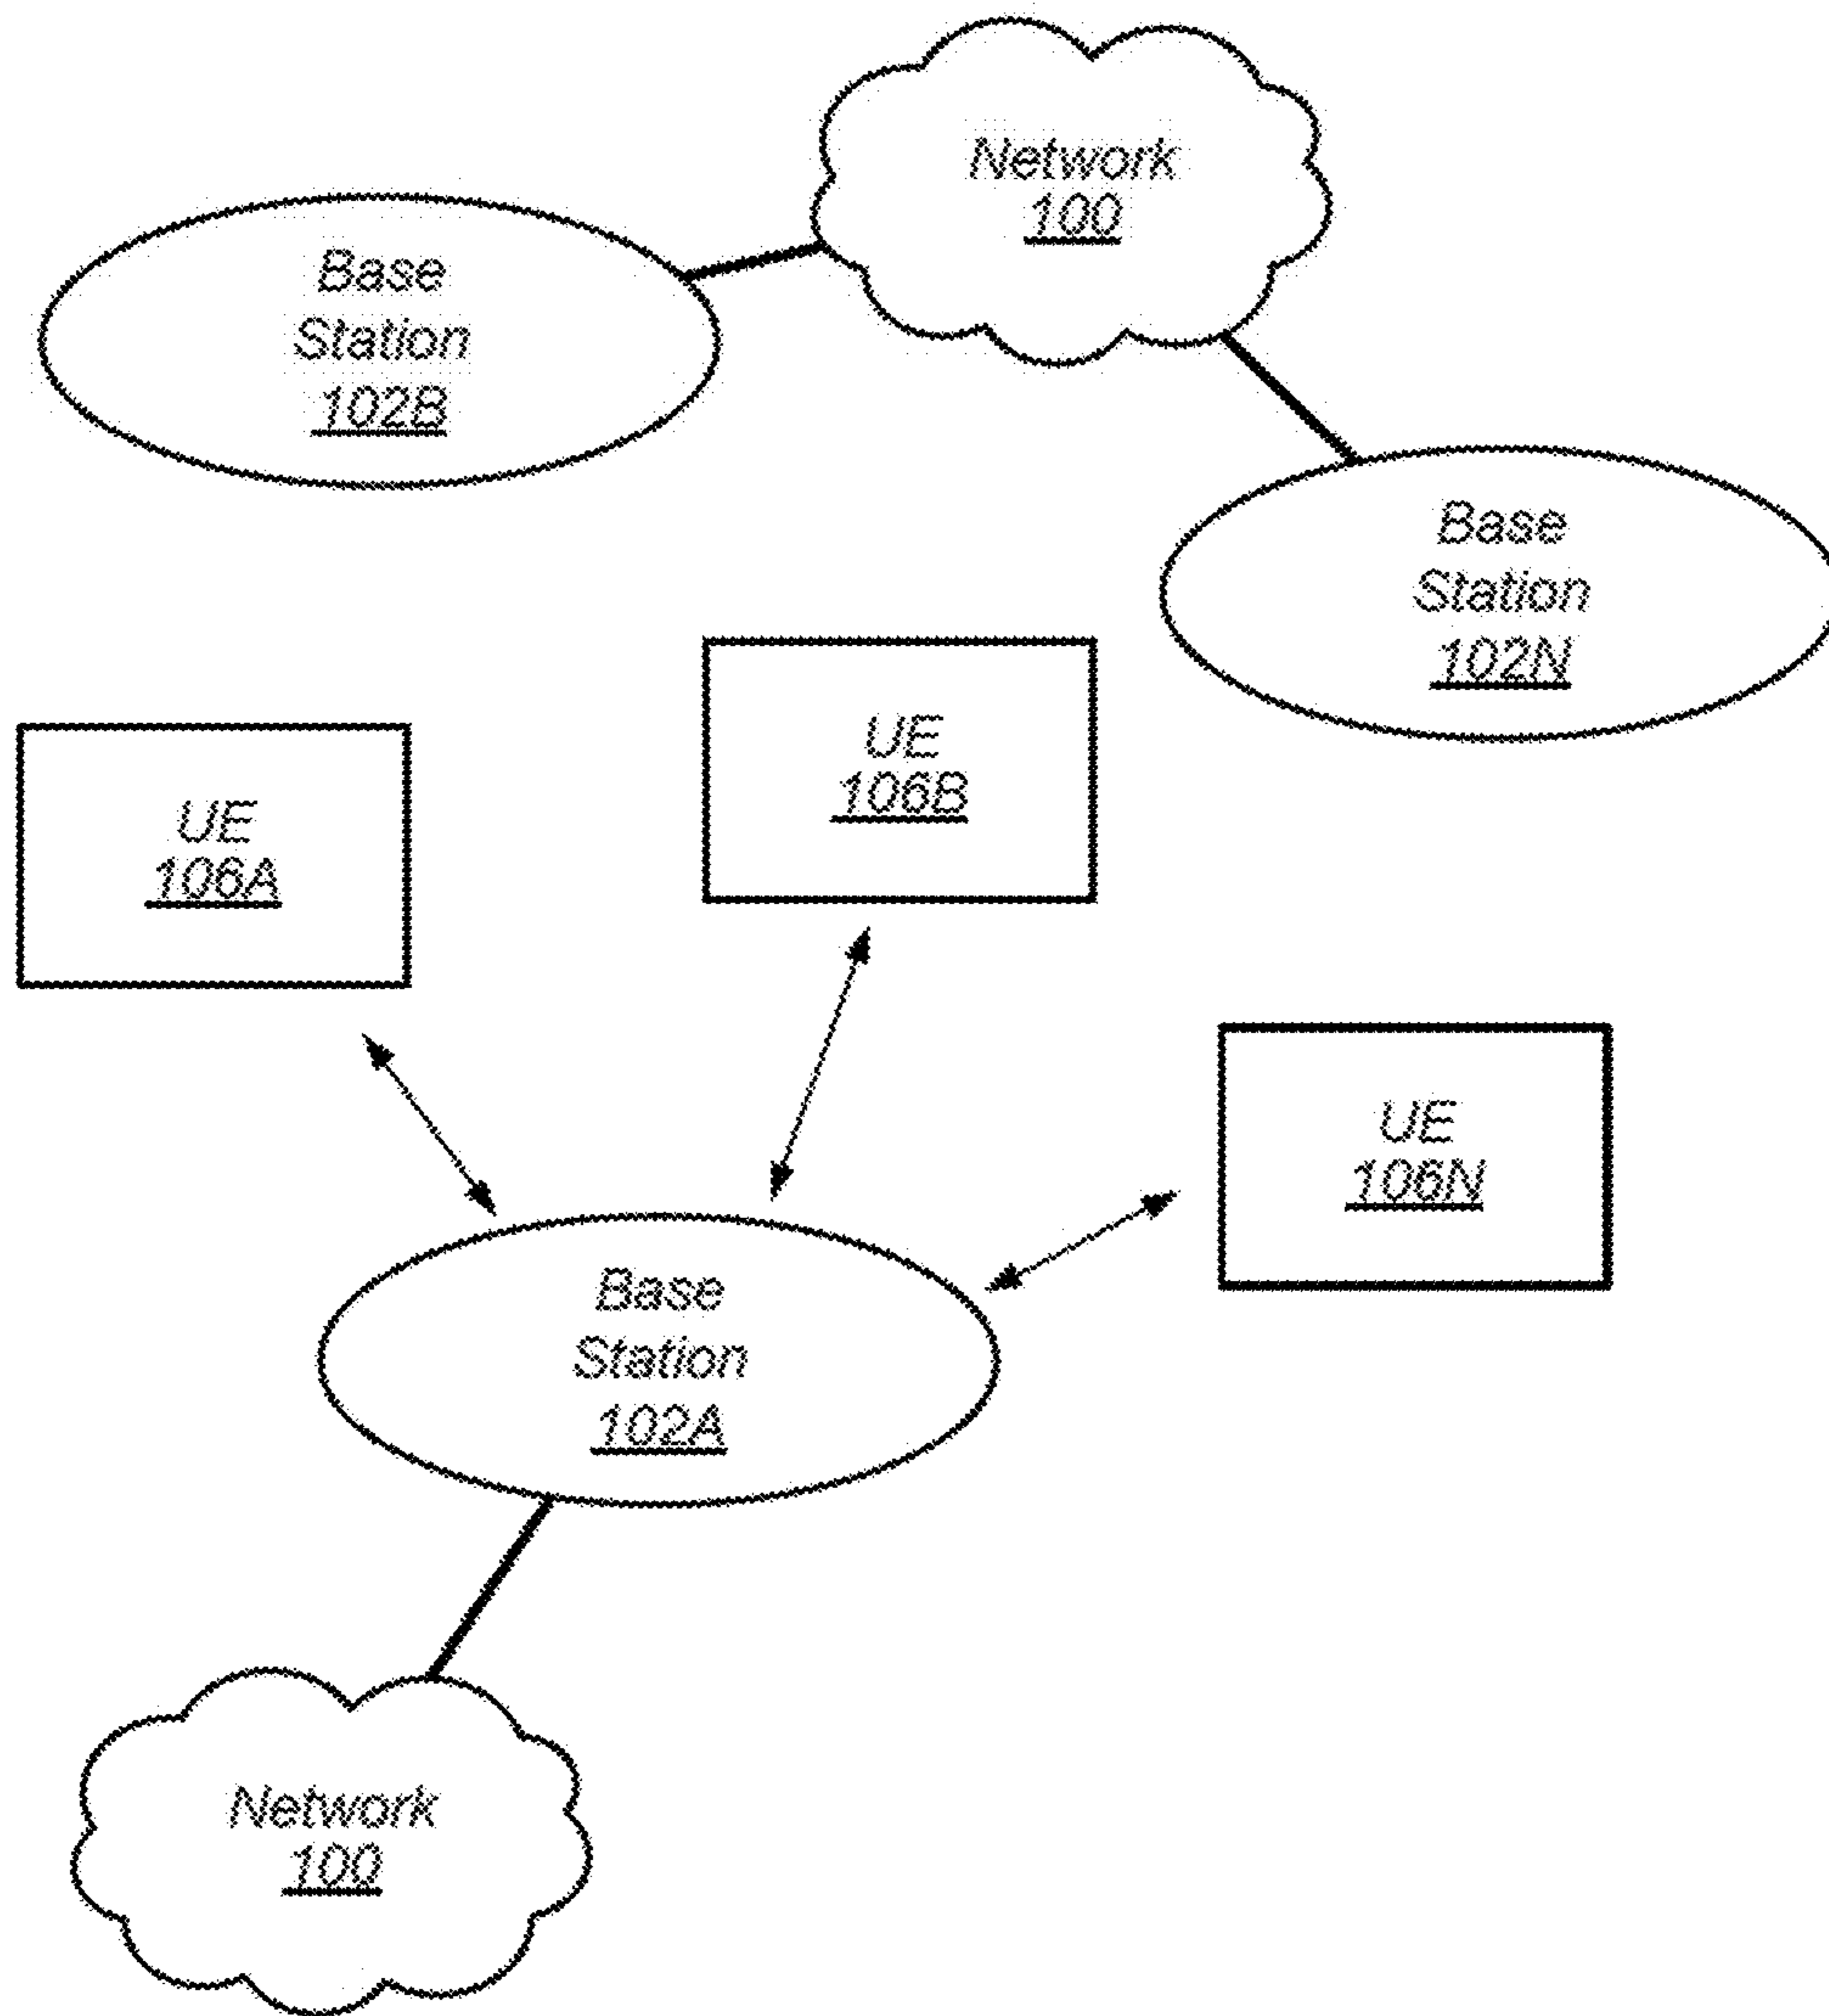 Network
100
Base
Station
102B
Base
Station
102N
UE
106B
UE
106A
UE
106N
Base
Station
102A
Network
100